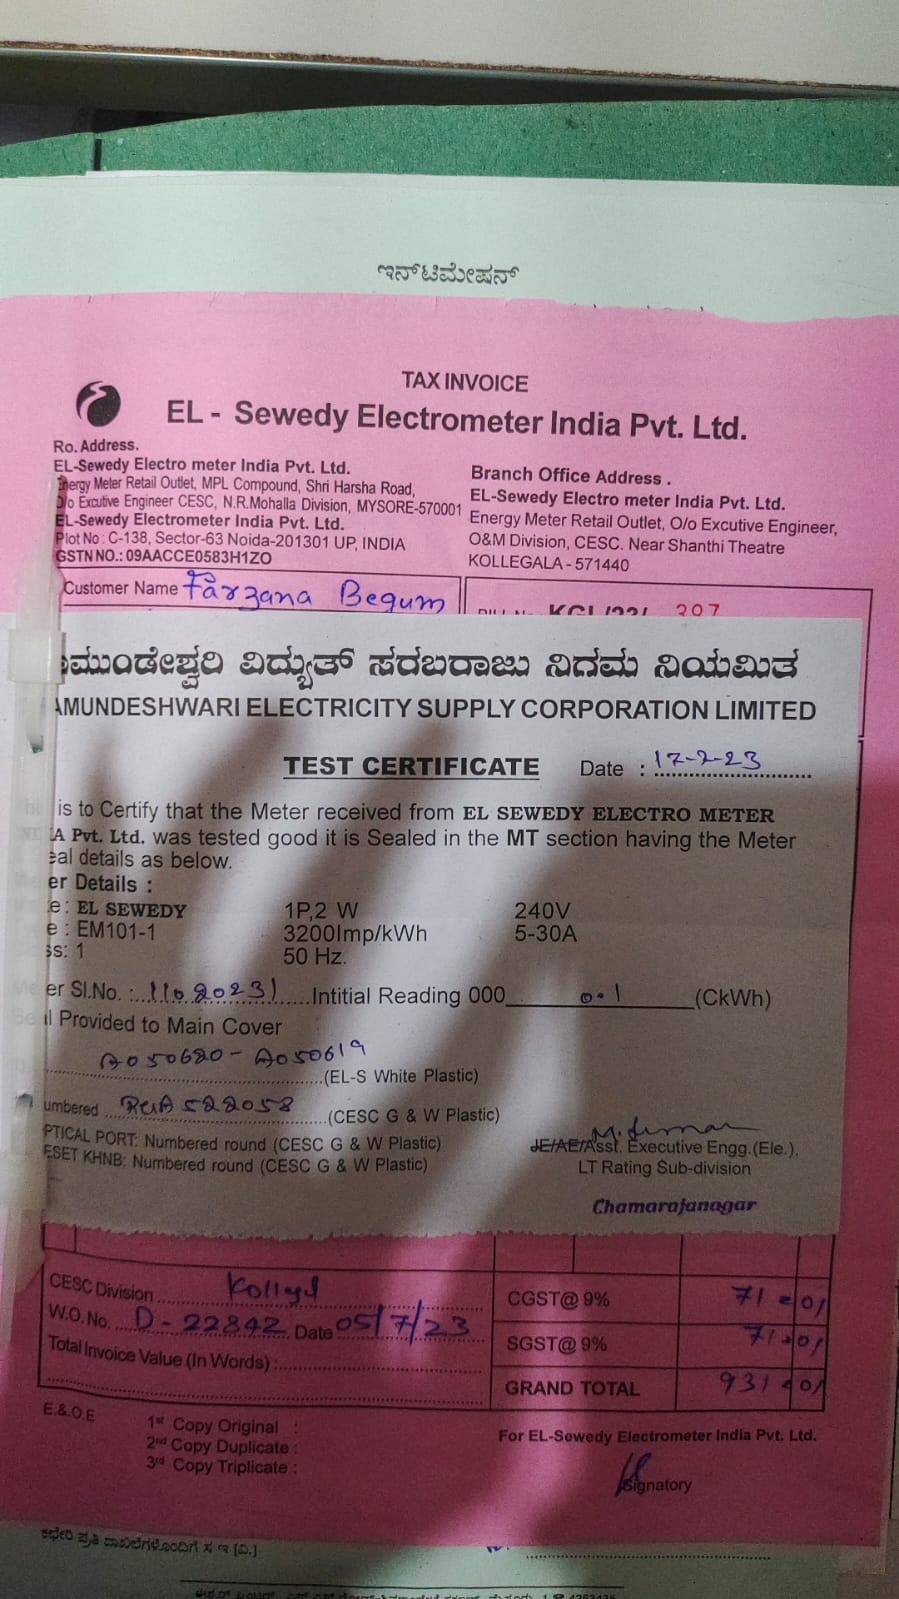 ಇನ್‌ಟಿಮೇಷನ್
TAX INVOICE
EL - Sewedy Electrometer India Pvt. Ltd.
Ro. Address.
EL-Sewedy Electro meter India Pvt. Ltd.
Energy Meter Retail Outlet, MPL Compound, Shri Harsha Road,
O/o Excutive Engineer CESC, N.R.Mohalla Division, MYSORE-570001
EL-Sewedy Electrometer India Pvt. Ltd.
Plot No : C-138, Sector-63 Noida-201301 UP, INDIA
GSTN NO.: 09AACCE0583H1ZO
Branch Office Address .
EL-Sewedy Electro meter India Pvt. Ltd.
Energy Meter Retail Outlet, O/o Excutive Engineer,
O&M Division, CESC. Near Shanthi Theatre
KOLLEGALA - 571440
Customer Name Farzana Begum
397
ಮುಂಡೇಶ್ವರಿ ವಿದ್ಯುತ್ ಸರಬರಾಜು ನಿಗಮ ನಿಯಮಿತ
AMUNDESHWARI ELECTRICITY SUPPLY CORPORATION LIMITED
TEST CERTIFICATE Date : 17-2-23
is to Certify that the Meter received from EL SEWEDY ELECTRO METER
A Pvt. Ltd. was tested good it is Sealed in the MT section having the Meter
eal details as below.
er Details :
e : EL SEWEDY 1P,2 W 240V
e : EM101-1 3200Imp/kWh 5-30A
ss: 1 50 Hz.
er Sl.No. : 11020231 Intitial Reading 000 0.1 (CkWh)
l Provided to Main Cover
A050620 - A050619 (EL-S White Plastic)
umbered 522058 (CESC G & W Plastic)
PTICAL PORT: Numbered round (CESC G & W Plastic)
ESET KHNB: Numbered round (CESC G & W Plastic)
JE/AE/Asst. Executive Engg.(Ele.),
LT Rating Sub-division
Chamarajanagar
CESC Division Kollgl
W.O. No. D - 22842 Date 05/7/23
Total Invoice Value (In Words) :
CGST@ 9% 71=01
SGST@ 9% 71=01
GRAND TOTAL 931=01
E.& O.E
1st Copy Original :
2nd Copy Duplicate :
3rd Copy Triplicate :
For EL-Sewedy Electrometer India Pvt. Ltd.
Signatory
ಕಛೇರಿ ಪ್ರತಿ ದಾಖಲೆಗಳೊಂದಿಗೆ ಸ ಇ [ವಿ.]